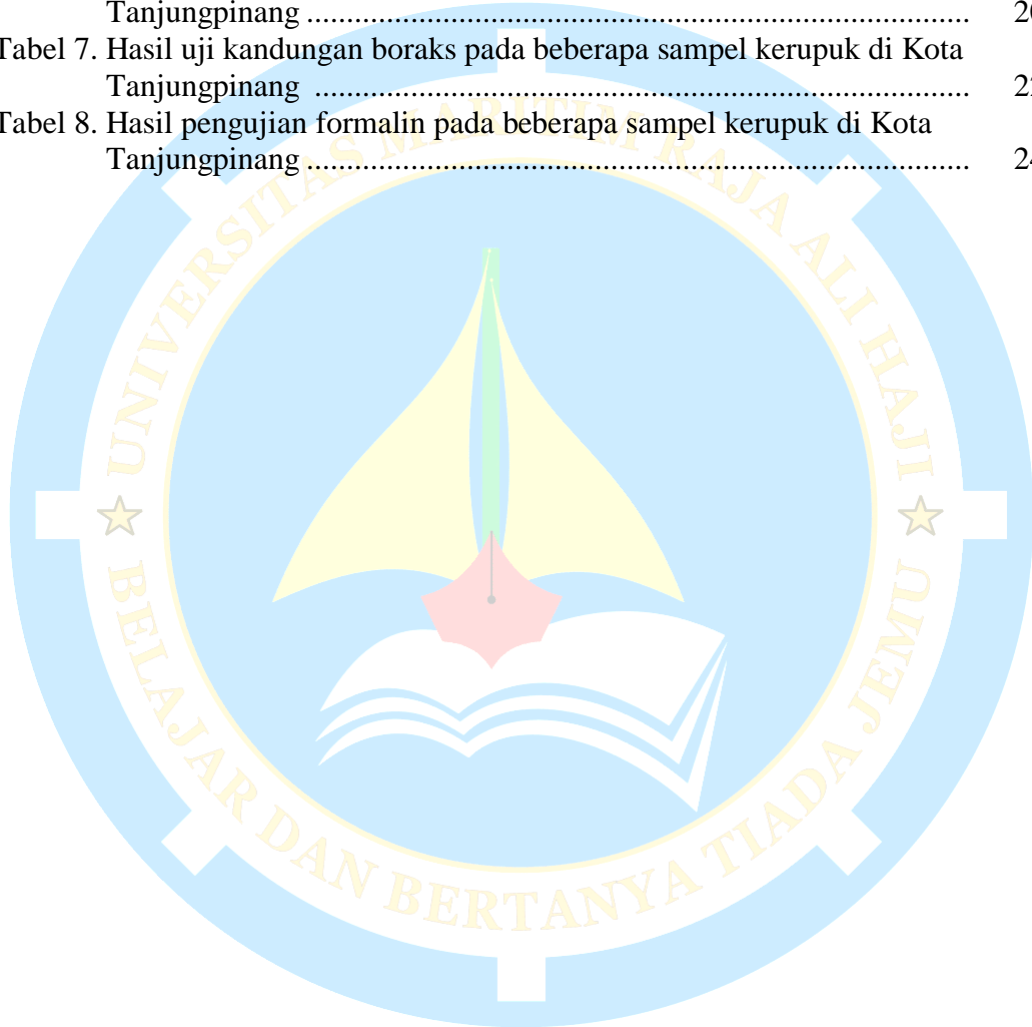 Tanjungpinang ........................................................................
Tabel 7. Hasil uji kandungan boraks pada beberapa sampel kerupuk di Kota
Tanjungpinang .......................................................................
Tabel 8. Hasil pengujian formalin pada beberapa sampel kerupuk di Kota
Tanjungpinang ........................................................................ 24
UNIVERSITAS MARITIM RAJA ALI HAJI
BELAJAR DAN BERTANYA TIADA JEMU